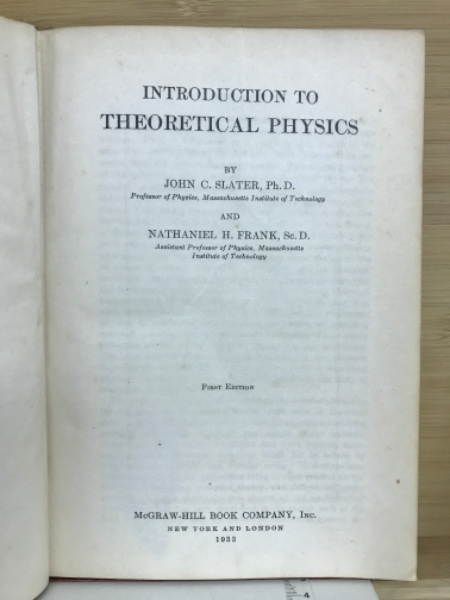 INTRODUCTION TO
THEORETICAL PHYSICS
BY
JOHN C. SLATER, Ph.D.
Professor of Physics, Massachusetts Institute of Technology
AND
NATHANIEL H. FRANK, Sc.D.
Assistant Professor of Physics, Massachusetts
Institute of Technology
FIRST EDITION
McGRAW-HILL BOOK COMPANY, INC.
NEW YORK AND LONDON
1933
4